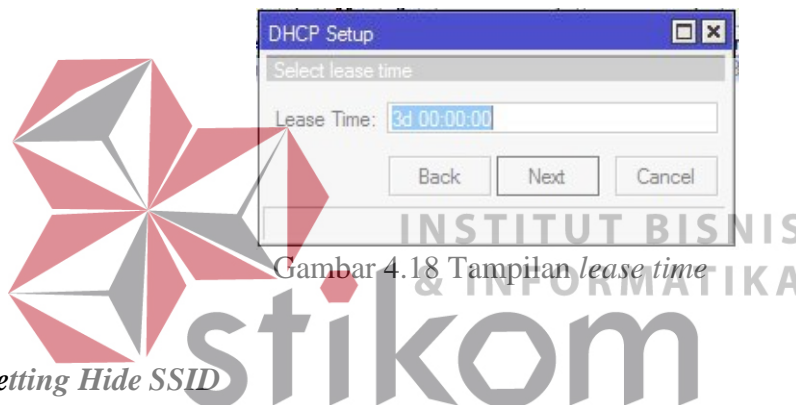 DHCP Setup
Select lease time
Lease Time: 3d 00:00:00
Back Next Cancel
INSTITUT BISNIS
Gambar 4.18 Tampilan lease time
& INFORMATIKA
stikom
etting Hide SSID